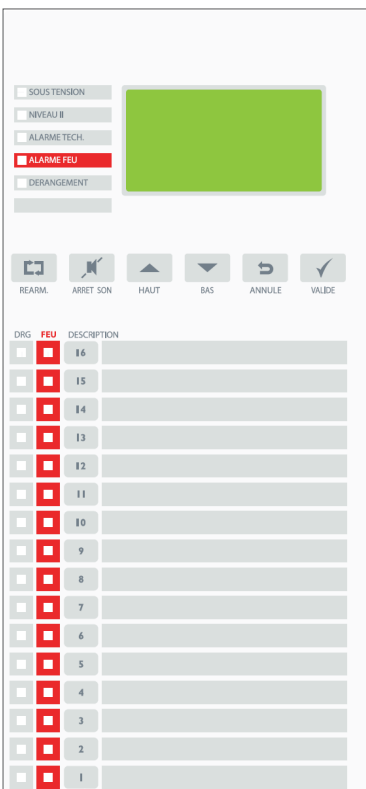 SOUS TENSION
NIVEAU II
ALARME TECH.
ALARME FEU
DERANGEMENT
REARM. ARRET SON HAUT BAS ANNULE VALIDE
DRG FEU DESCRIPTION
16
15
14
13
12
11
10
9
8
7
6
5
4
3
2
1